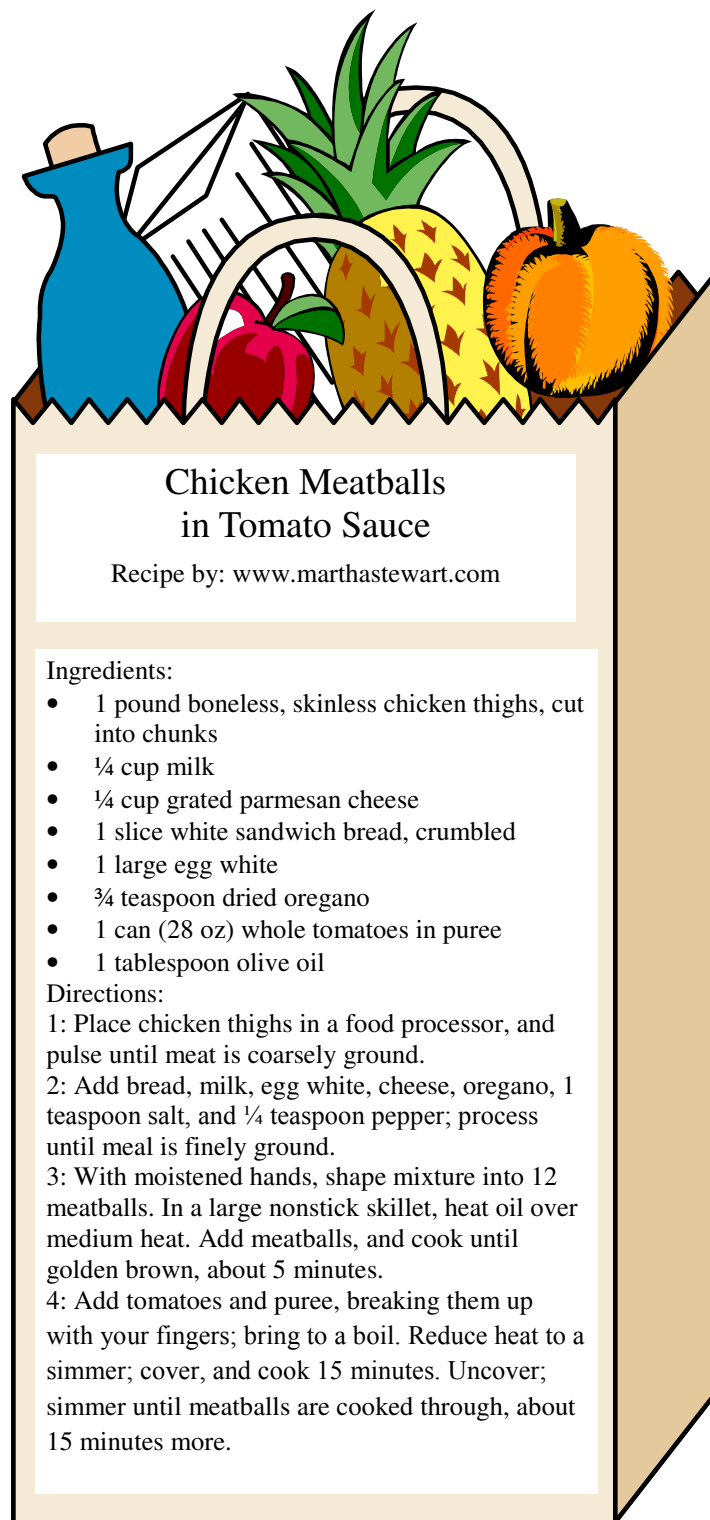 Chicken Meatballs
in Tomato Sauce
Recipe by: www.marthastewart.com
Ingredients:
• 1 pound boneless, skinless chicken thighs, cut
into chunks
• ¼ cup milk
• ¼ cup grated parmesan cheese
• 1 slice white sandwich bread, crumbled
• 1 large egg white
• ¾ teaspoon dried oregano
• 1 can (28 oz) whole tomatoes in puree
• 1 tablespoon olive oil
Directions:
1: Place chicken thighs in a food processor, and
pulse until meat is coarsely ground.
2: Add bread, milk, egg white, cheese, oregano, 1
teaspoon salt, and ¼ teaspoon pepper; process
until meal is finely ground.
3: With moistened hands, shape mixture into 12
meatballs. In a large nonstick skillet, heat oil over
medium heat. Add meatballs, and cook until
golden brown, about 5 minutes.
4: Add tomatoes and puree, breaking them up
with your fingers; bring to a boil. Reduce heat to a
simmer; cover, and cook 15 minutes. Uncover;
simmer until meatballs are cooked through, about
15 minutes more.